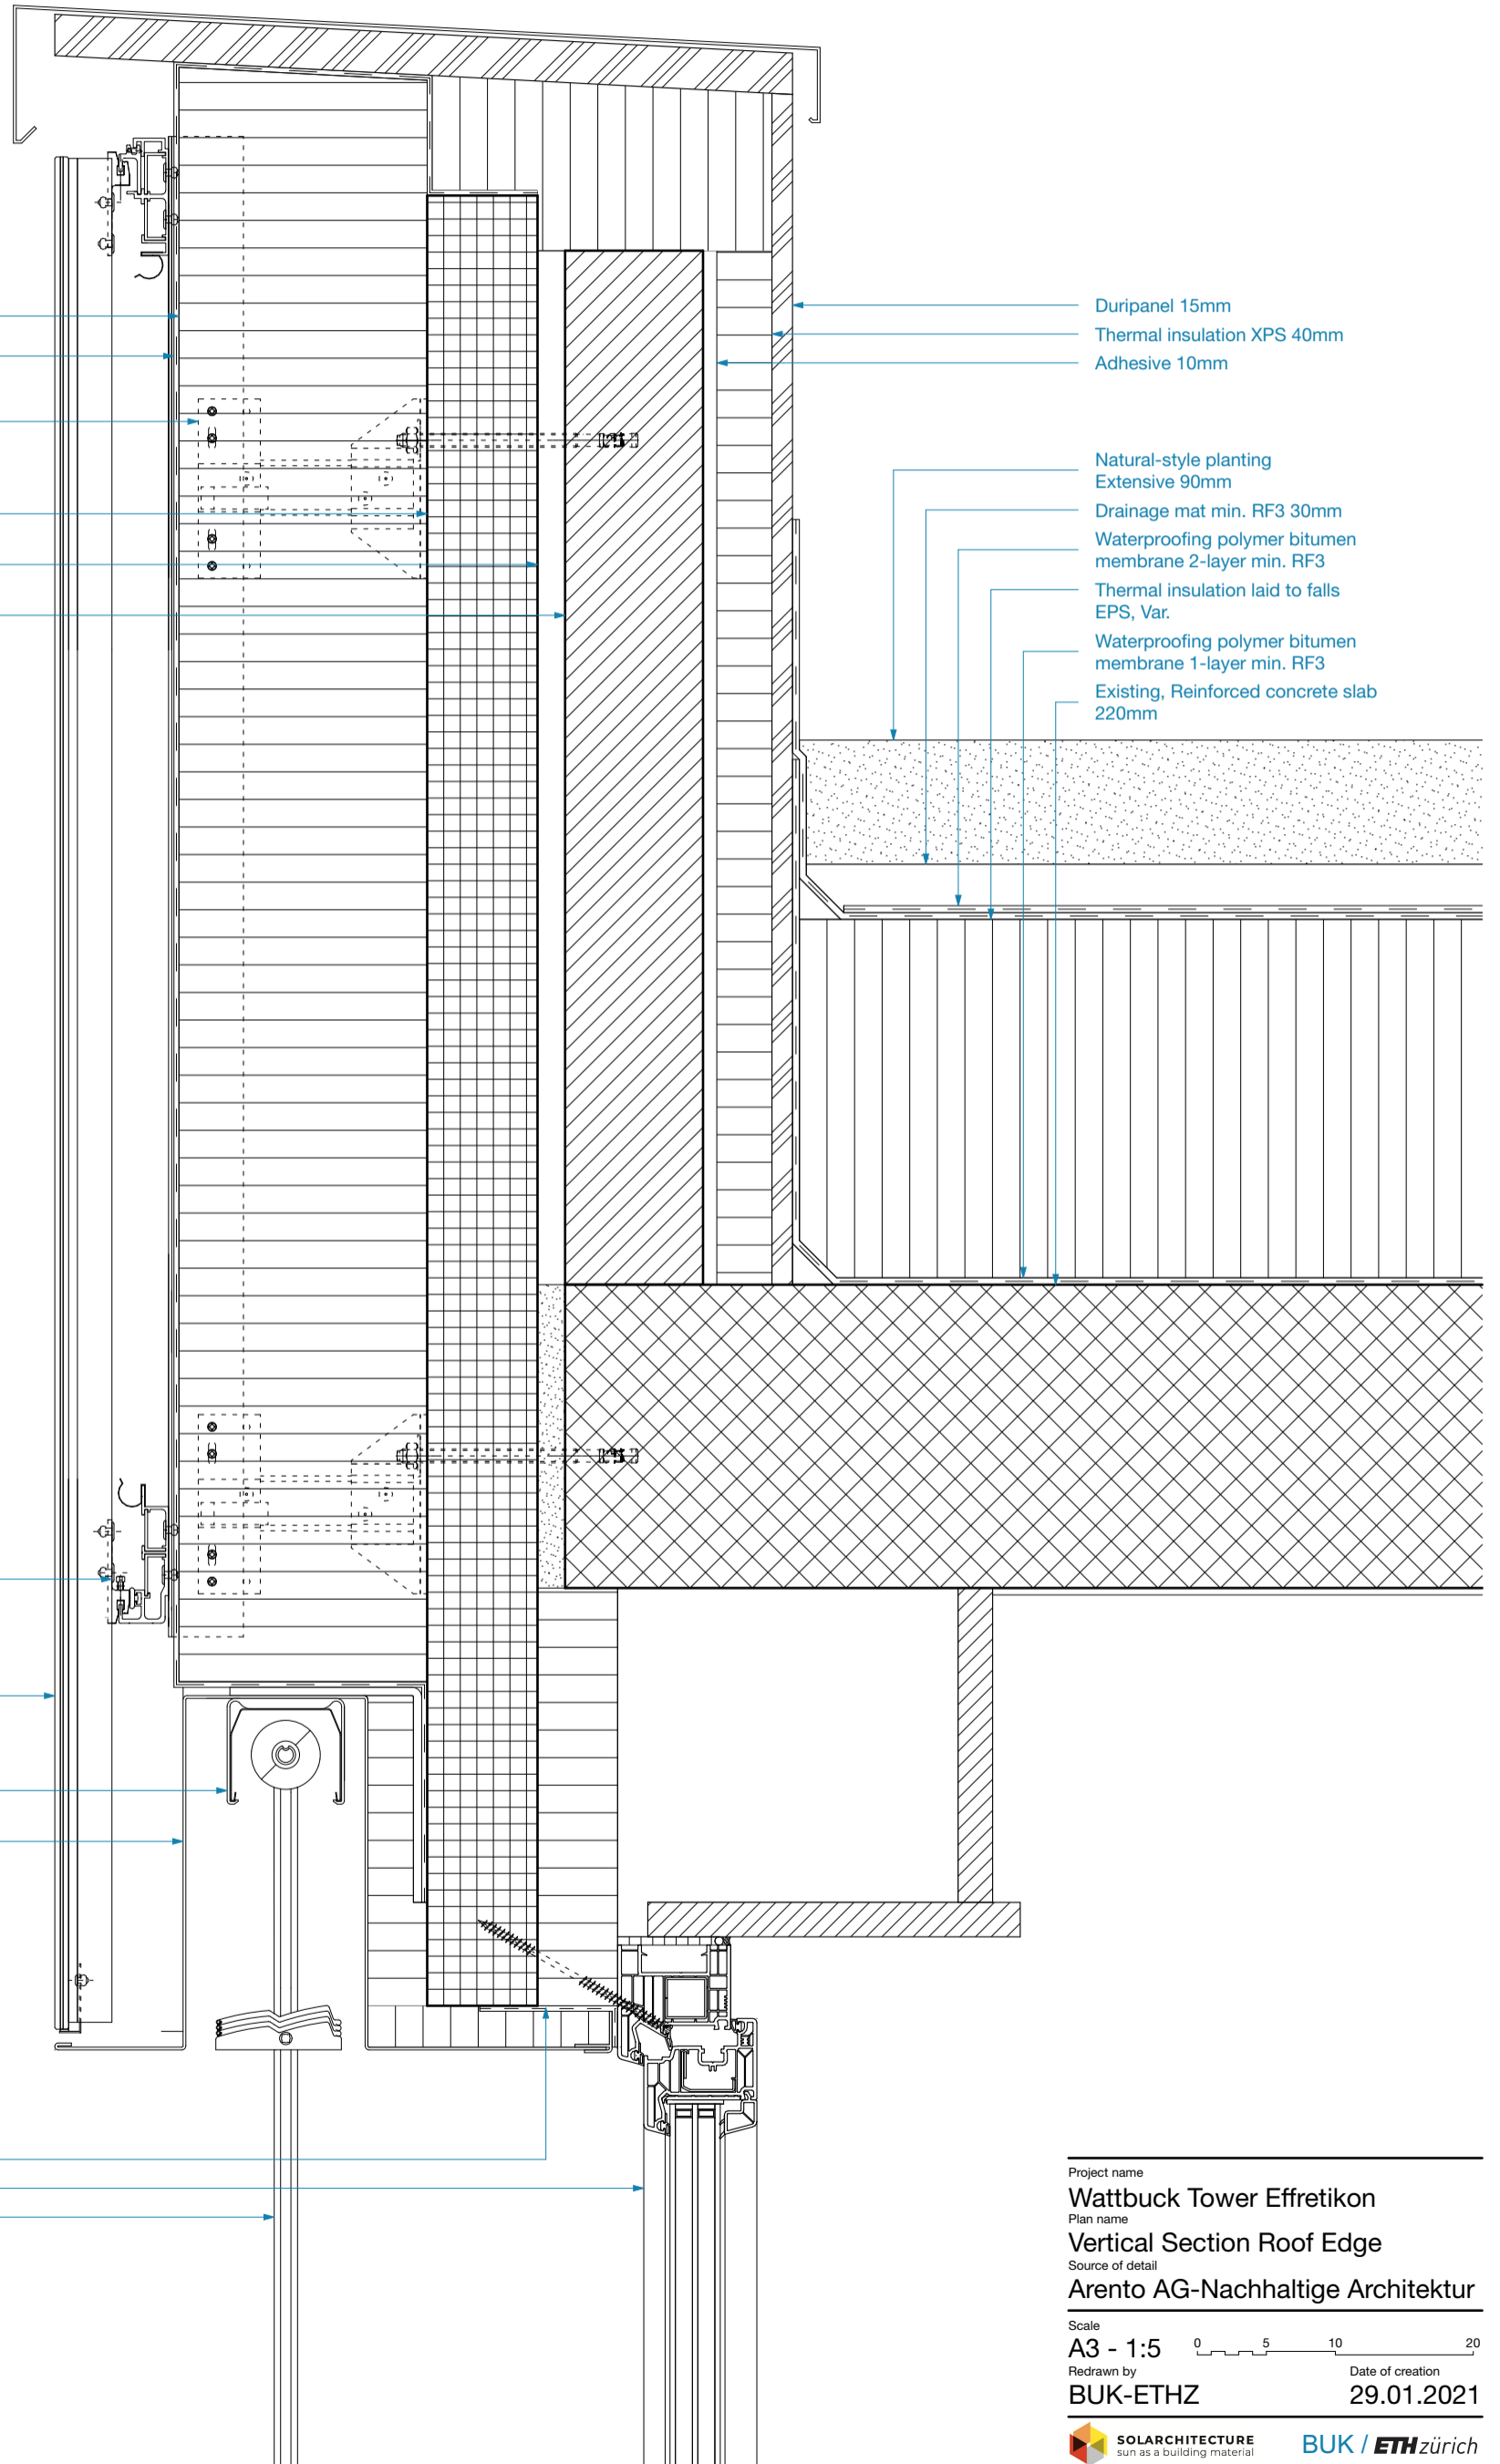 Duripanel 15mm
Thermal insulation XPS 40mm
Adhesive 10mm
Natural-style planting
Extensive 90mm
Drainage mat min. RF3 30mm
Waterproofing polymer bitumen
membrane 2-layer min. RF3
Thermal insulation laid to falls
EPS, Var.
Waterproofing polymer bitumen
membrane 1-layer min. RF3
Existing, Reinforced concrete slab
220mm
Project name
Wattbuck Tower Effretikon
Plan name
Vertical Section Roof Edge
Source of detail
Arento AG-Nachhaltige Architektur
Scale
A3 - 1:5 0 5 10 20
Redrawn by Date of creation
BUK-ETHZ 29.01.2021
SOLARCHITECTURE
sun as a building material
BUK / ETH zürich